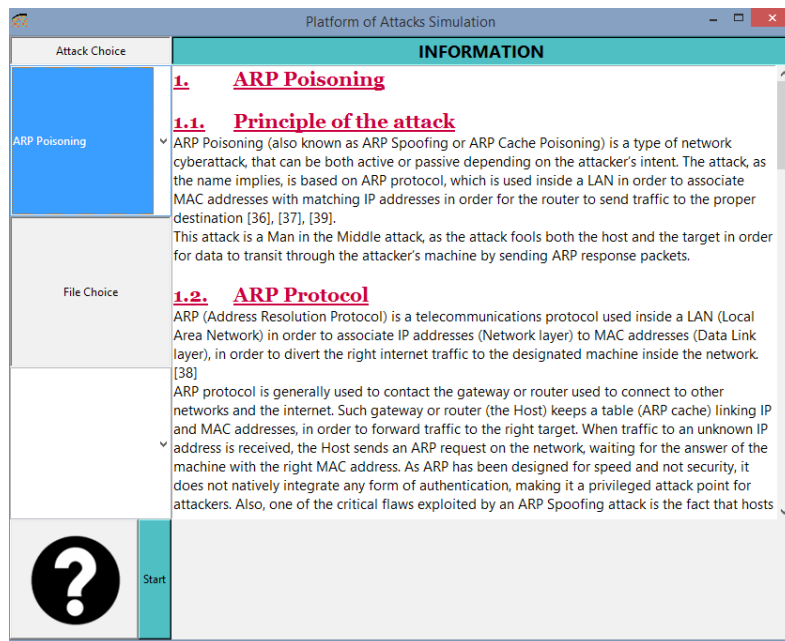 Platform of Attacks Simulation
Attack Choice
INFORMATION
ARP Poisoning
File Choice
Start
1. ARP Poisoning
1.1. Principle of the attack
ARP Poisoning (also known as ARP Spoofing or ARP Cache Poisoning) is a type of network
cyberattack, that can be both active or passive depending on the attacker's intent. The attack, as
the name implies, is based on ARP protocol, which is used inside a LAN in order to associate
MAC addresses with matching IP addresses in order for the router to send traffic to the proper
destination [36], [37], [39].
This attack is a Man in the Middle attack, as the attack fools both the host and the target in order
for data to transit through the attacker's machine by sending ARP response packets.
1.2. ARP Protocol
ARP (Address Resolution Protocol) is a telecommunications protocol used inside a LAN (Local
Area Network) in order to associate IP addresses (Network layer) to MAC addresses (Data Link
layer), in order to divert the right internet traffic to the designated machine inside the network.
[38]
ARP protocol is generally used to contact the gateway or router used to connect to other
networks and the internet. Such gateway or router (the Host) keeps a table (ARP cache) linking IP
and MAC addresses, in order to forward traffic to the right target. When traffic to an unknown IP
address is received, the Host sends an ARP request on the network, waiting for the answer of the
machine with the right MAC address. As ARP has been designed for speed and not security, it
does not natively integrate any form of authentication, making it a privileged attack point for
attackers. Also, one of the critical flaws exploited by an ARP Spoofing attack is the fact that hosts